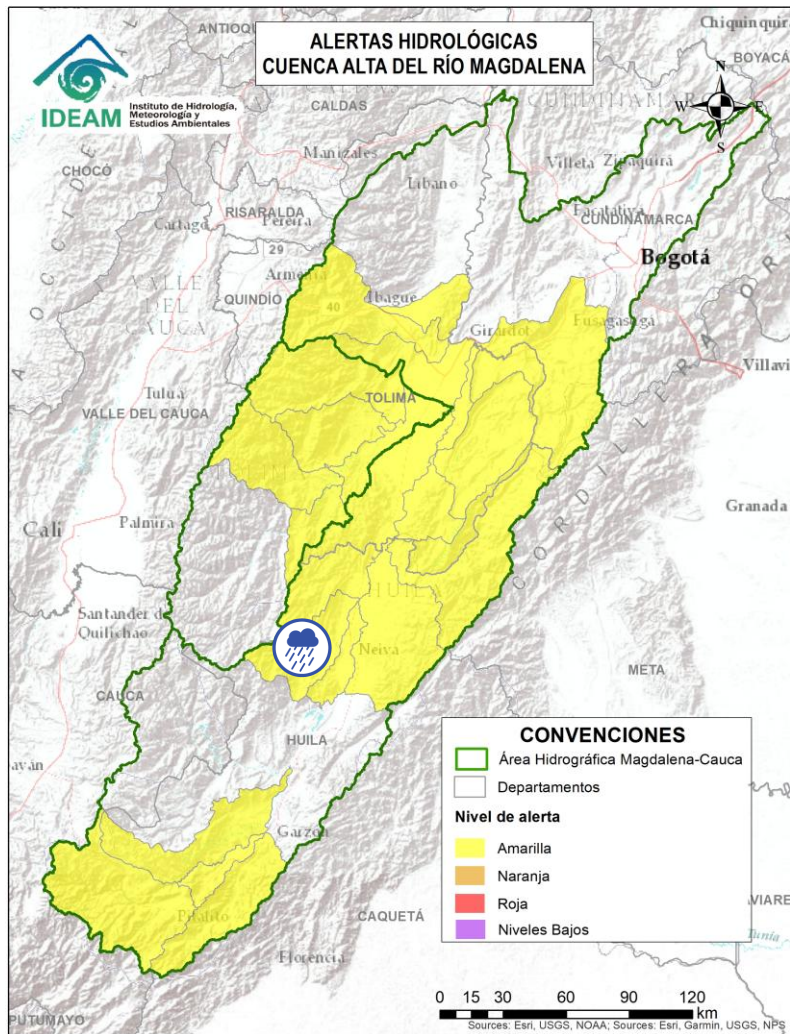 ALERTAS HIDROLÓGICAS
CUENCA ALTA DEL RÍO MAGDALENA
IDEAM
Instituto de Hidrología,
Meteorología y
Estudios Ambientales
Chiquinquirá
BOYACÁ
CALDAS
N
W
E
S
Manizales
Líbano
Villeta
Zipaquirá
CHOCÓ
RISARALDA
Pereira
Cartago
Facatativá
CUNDINAMARCA
Bogotá
29
Armenia
QUINDÍO
40
Ibagué
Girardot
Fusagasugá
VALLE
DEL
CAUCA
Villavi
Tuluá
VALLE DEL CAUCA
TOLIMA
CORDILLERA
Granada
Cali
Palmira
HUILA
Santander de
Quilichao
Neiva
META
CAUCA
HUILA
Garzón
Pitalito
CAQUETÁ
Florencia
PUTUMAYO
VIARE
Tunía
CONVENCIONES
Área Hidrográfica Magdalena-Cauca
Departamentos
Nivel de alerta
Amarilla
Naranja
Roja
Niveles Bajos
0 15 30 60 90 120
km
Sources: Esri, USGS, NOAA; Sources: Esri, Garmin, USGS, NPS